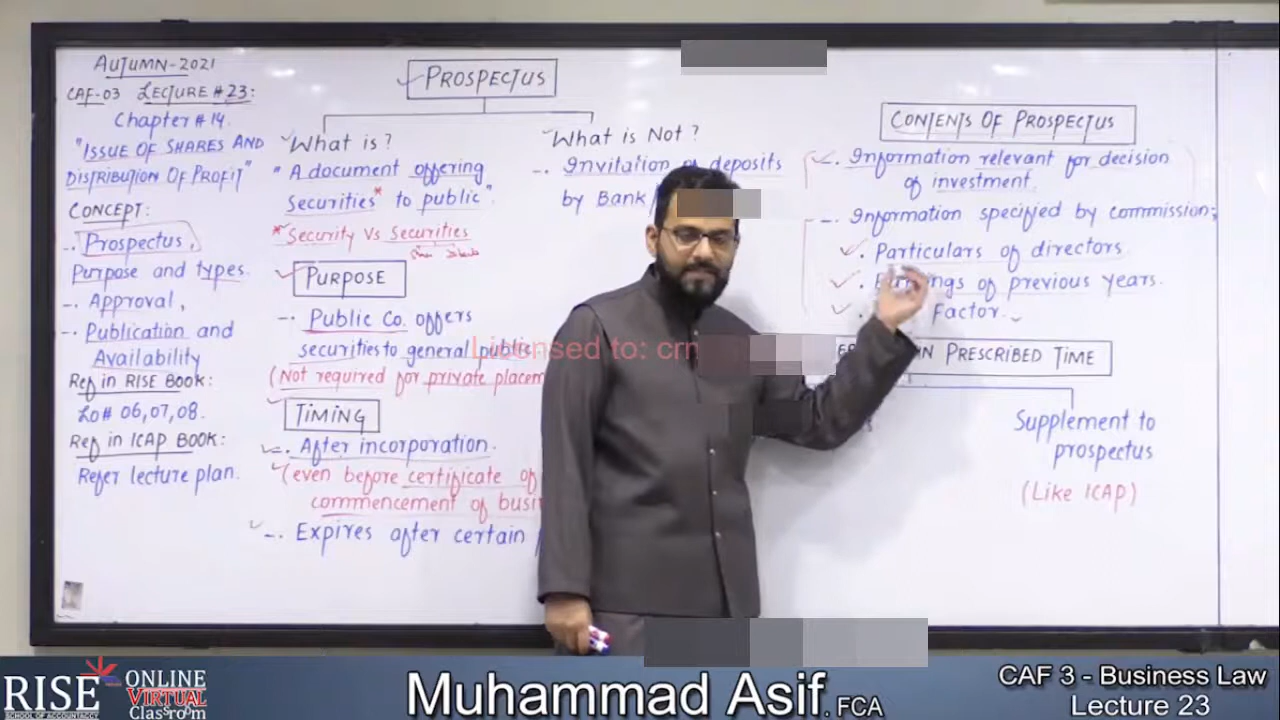 AUTUMN-2021
CAF-03 LECTURE #23:
Chapter #14.
"ISSUE OF SHARES AND
DISTRIBUTION OF PROFIT"
CONCEPT:
-. Prospectus,
Purpose and types.
-. Approval,
-. Publication and
Availability
Ref in RISE BOOK:
LO# 06,07,08.
Ref in ICAP BOOK:
Refer lecture plan.
PROSPECTUS
What is?
"A document offering
securities* to public".
*Security vs Securities
PURPOSE
-. Public Co. offers
securities to general public
(Not required for private placem
TIMING
-. After incorporation.
(even before certificate of
commencement of busi
-. Expires after certain
What is Not?
-. Invitation of deposits
by Bank/
CONTENTS OF PROSPECTUS
-. Information relevant for decision
of investment.
-. Information specified by commission;
. Particulars of directors.
. Earnings of previous years.
. Factor.
PRESCRIBED TIME
Supplement to
prospectus
(Like ICAP)
Licensed to: crn
RISE
SCHOOL OF ACCOUNTANCY
ONLINE
VIRTUAL
Classroom
Muhammad Asif. FCA
CAF 3 - Business Law
Lecture 23